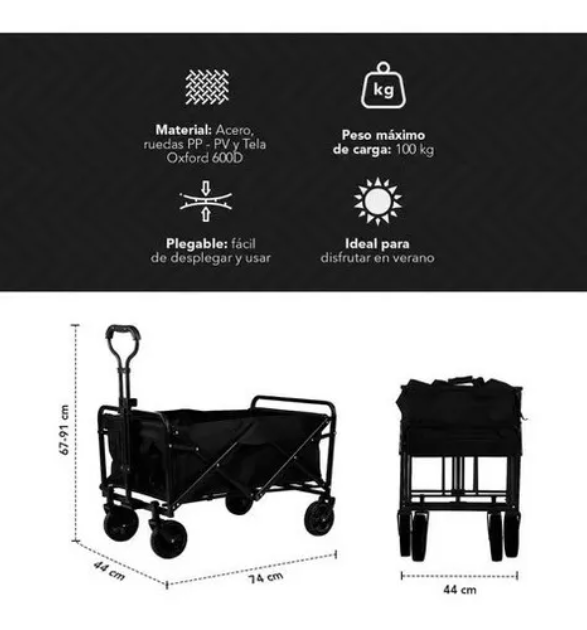 kg
Material: Acero,
ruedas PP - PV y Tela
Oxford 600D
Peso máximo
de carga: 100 kg
Plegable: fácil
de desplegar y usar
Ideal para
disfrutar en verano
67-91 cm
44 cm
74 cm
44 cm